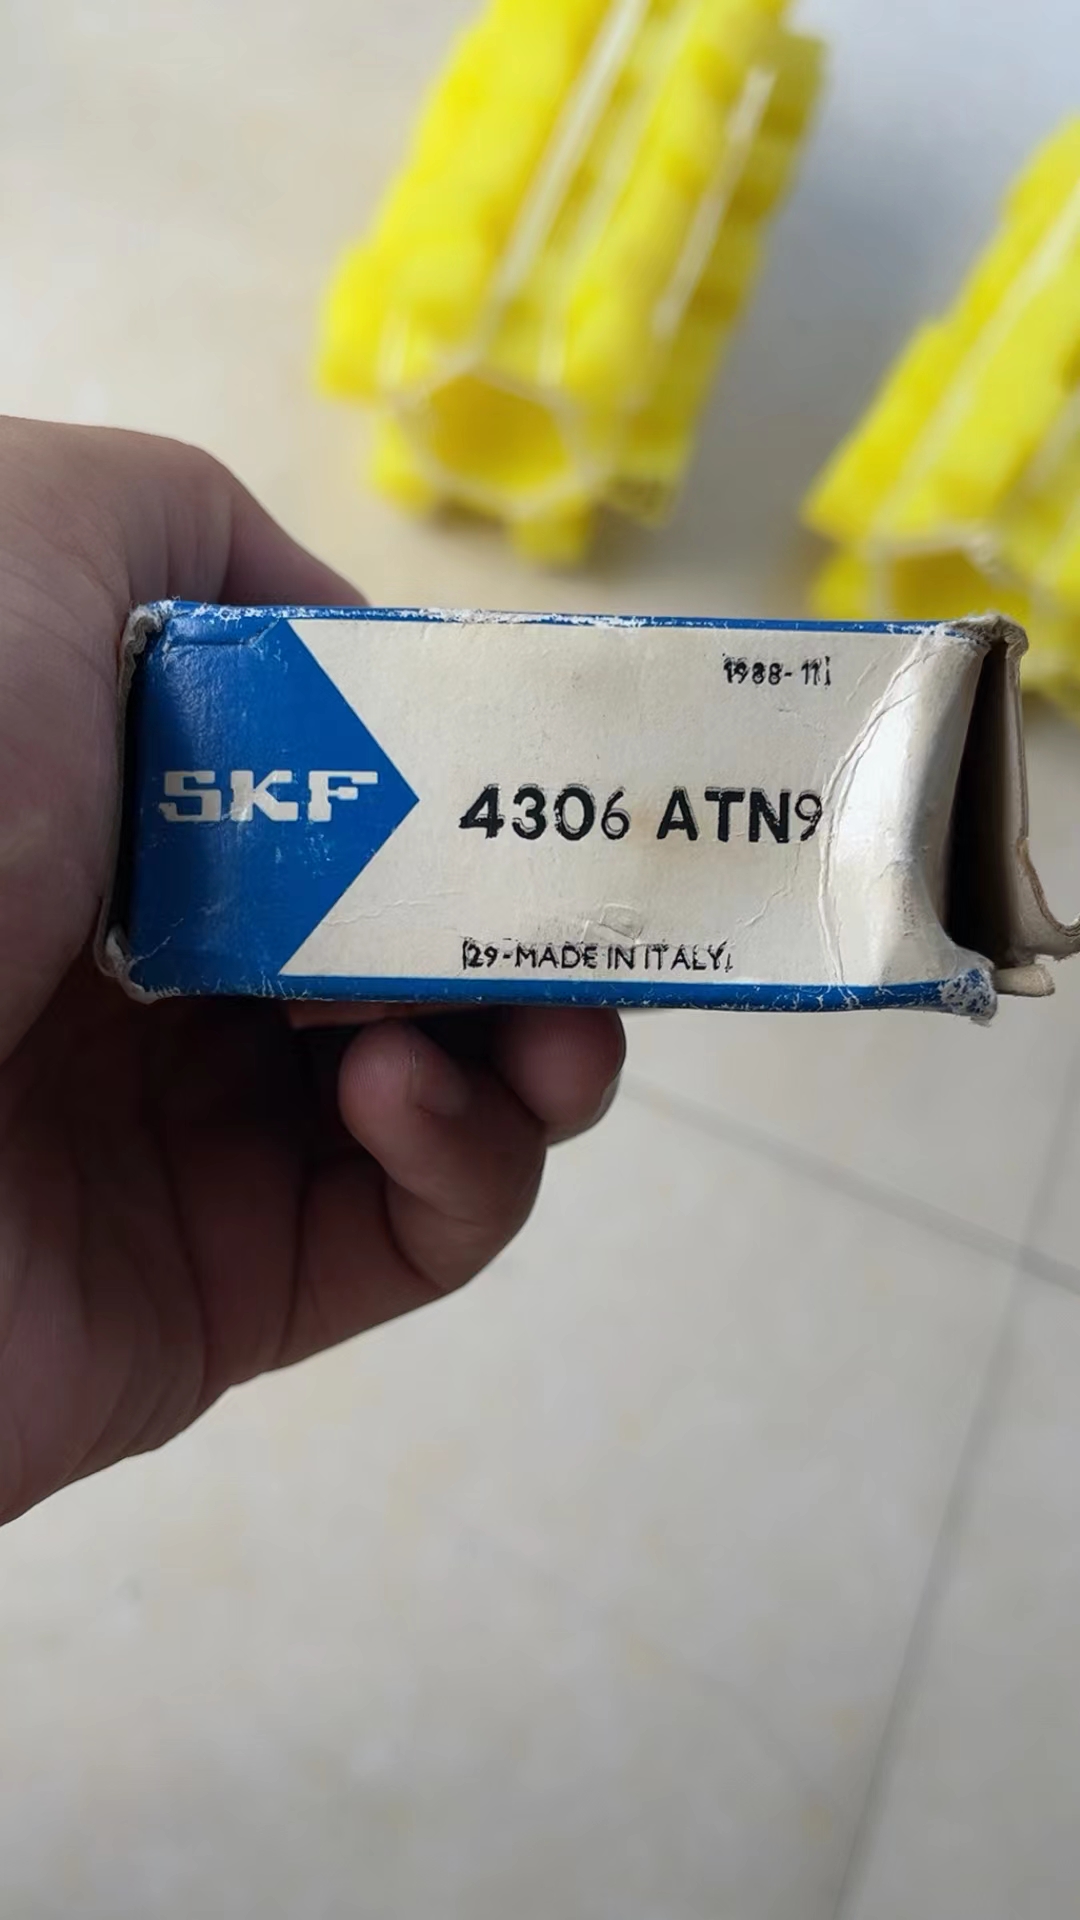 1988-11
SKF
4306 ATN9
29-MADE IN ITALY